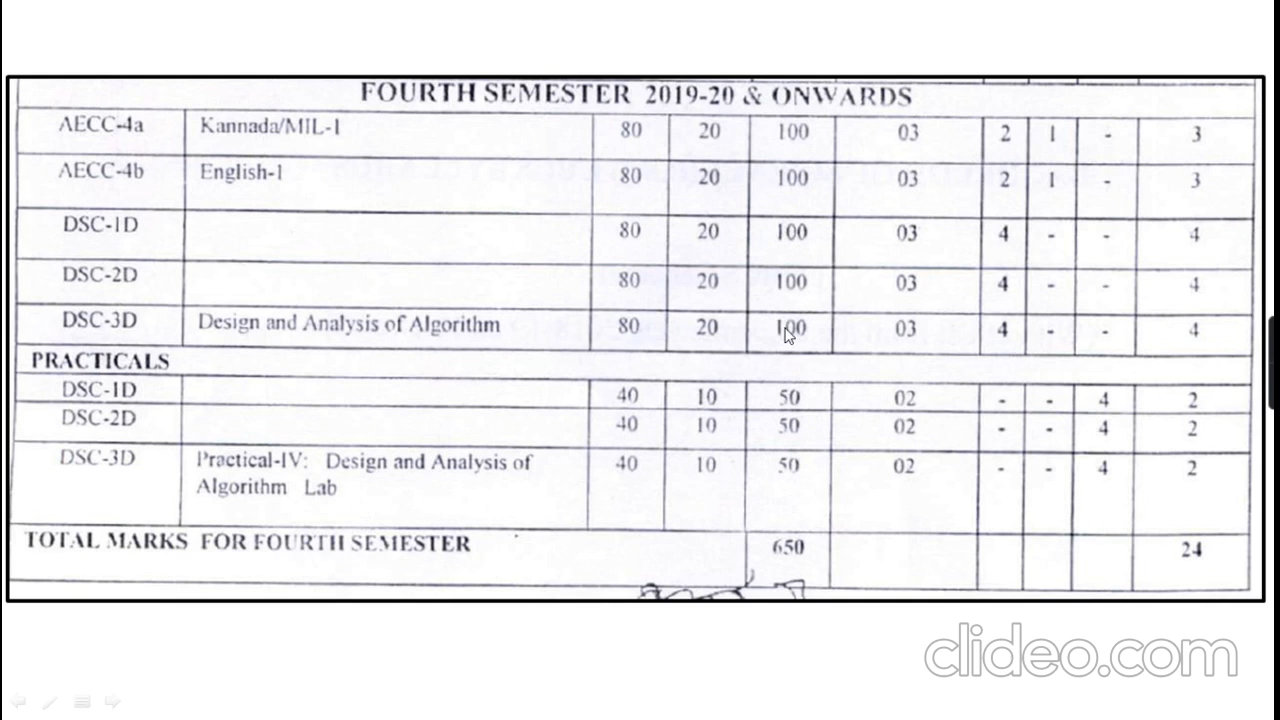 FOURTH SEMESTER 2019-20 & ONWARDS
AECC-4a Kannada/MIL-1 80 20 100 03 2 1 - 3
AECC-4b English-1 80 20 100 03 2 1 - 3
DSC-1D 80 20 100 03 4 - - 4
DSC-2D 80 20 100 03 4 - - 4
DSC-3D Design and Analysis of Algorithm 80 20 100 03 4 - - 4
PRACTICALS
DSC-1D 40 10 50 02 - - 4 2
DSC-2D 40 10 50 02 - - 4 2
DSC-3D Practical-IV: Design and Analysis of 40 10 50 02 - - 4 2
Algorithm Lab
TOTAL MARKS FOR FOURTH SEMESTER 650 24
clideo.com